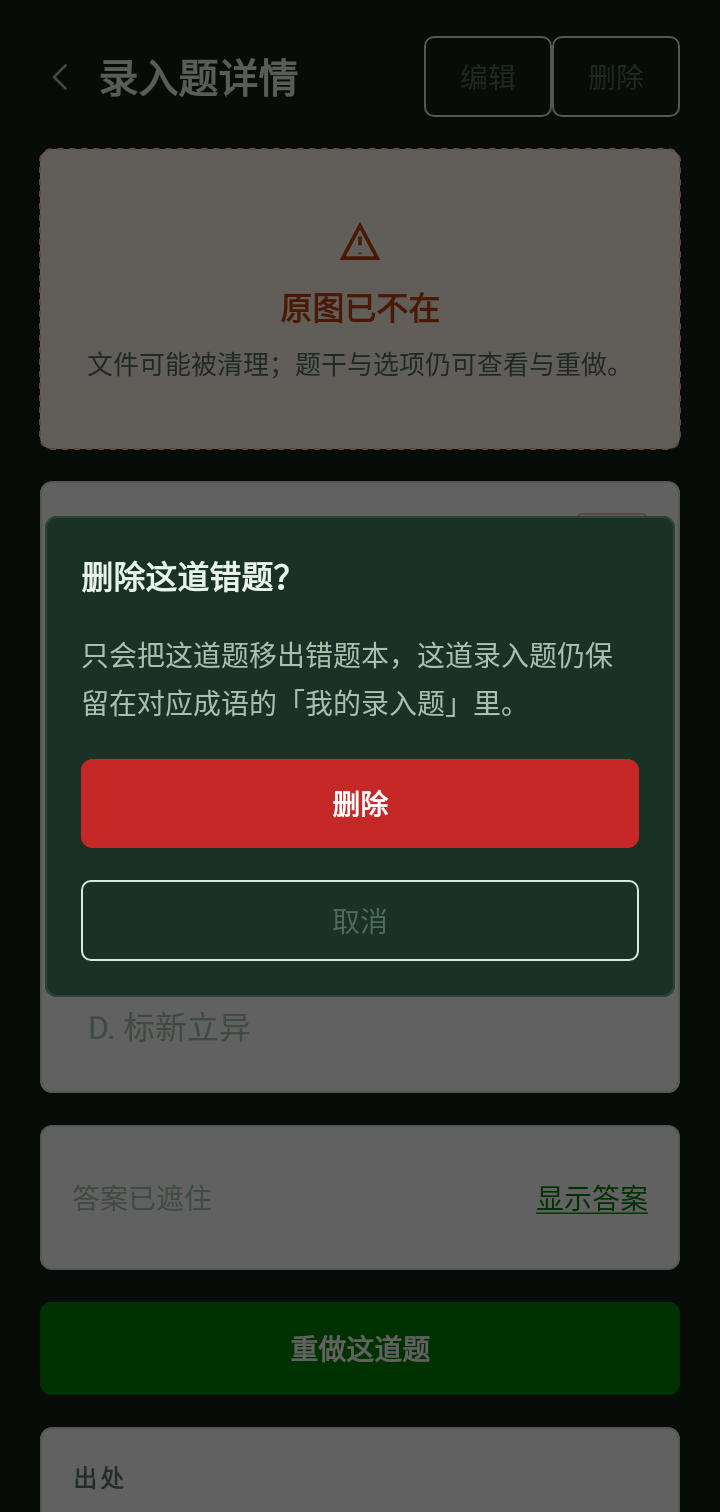 录入题详情
编辑
删除
原图已不在
文件可能被清理；题干与选项仍可查看与重做。
删除这道错题？
只会把这道题移出错题本，这道录入题仍保
留在对应成语的「我的录入题」里。
删除
取消
D. 标新立异
答案已遮住
显示答案
重做这道题
出处